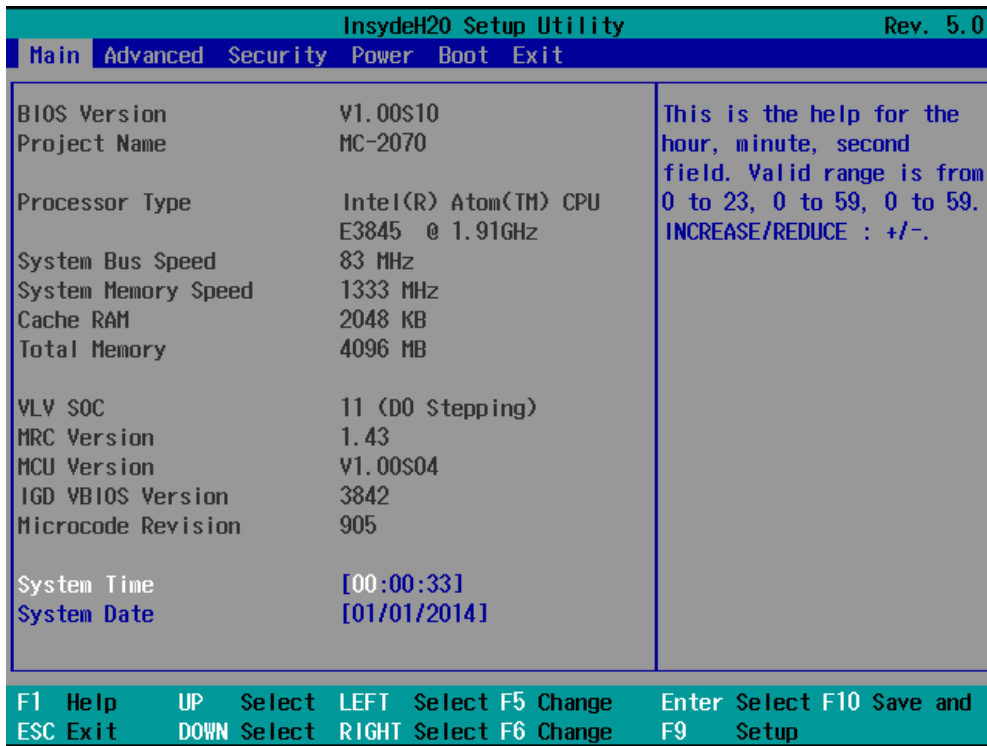 InsydeH20 Setup Utility Rev. 5.0
Main Advanced Security Power Boot Exit
BIOS Version V1.00S10
Project Name MC-2070
Processor Type Intel(R) Atom(TM) CPU
E3845 @ 1.91GHz
System Bus Speed 83 MHz
System Memory Speed 1333 MHz
Cache RAM 2048 KB
Total Memory 4096 MB
VLV SOC 11 (D0 Stepping)
MRC Version 1.43
MCU Version V1.00S04
IGD VBIOS Version 3842
Microcode Revision 905
System Time [00:00:33]
System Date [01/01/2014]
This is the help for the
hour, minute, second
field. Valid range is from
0 to 23, 0 to 59, 0 to 59.
INCREASE/REDUCE : +/-.
F1 Help UP Select LEFT Select F5 Change Enter Select F10 Save and
ESC Exit DOWN Select RIGHT Select F6 Change F9 Setup